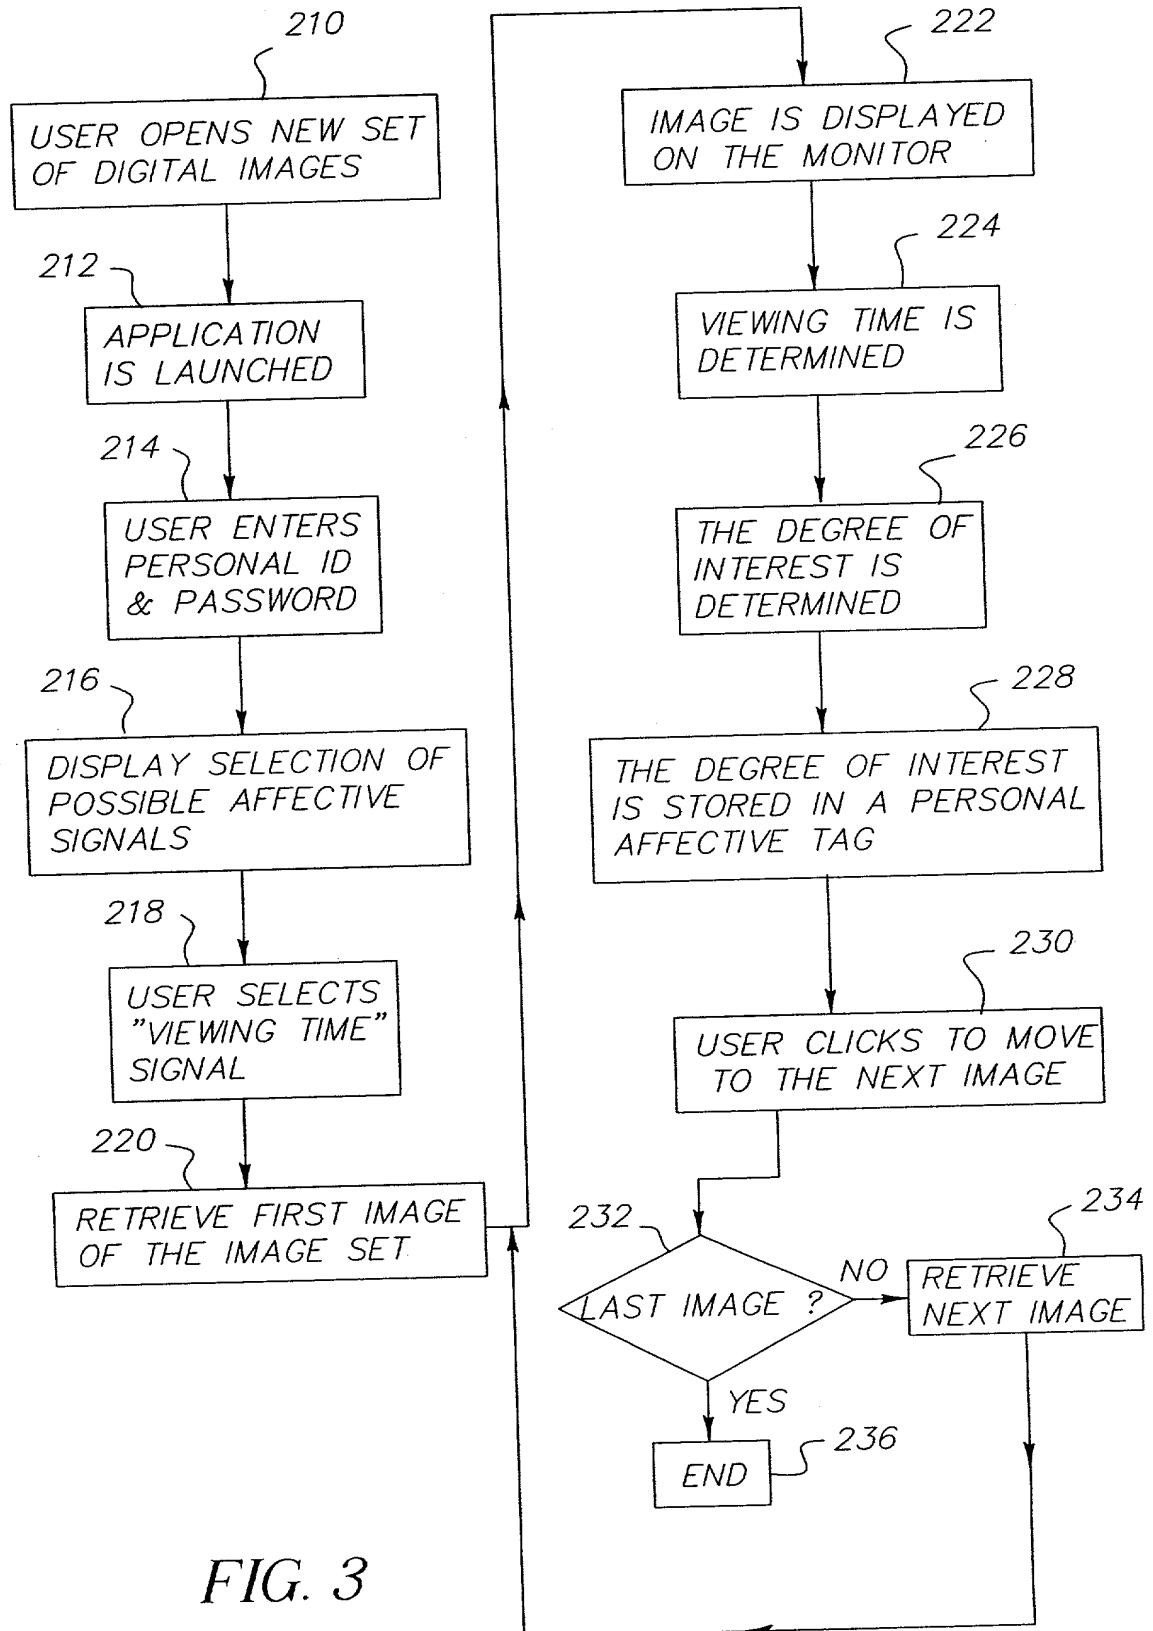 210
USER OPENS NEW SET
OF DIGITAL IMAGES
212
APPLICATION
IS LAUNCHED
214
USER ENTERS
PERSONAL ID
& PASSWORD
216
DISPLAY SELECTION OF
POSSIBLE AFFECTIVE
SIGNALS
218
USER SELECTS
"VIEWING TIME"
SIGNAL
220
RETRIEVE FIRST IMAGE
OF THE IMAGE SET
222
IMAGE IS DISPLAYED
ON THE MONITOR
224
VIEWING TIME IS
DETERMINED
226
THE DEGREE OF
INTEREST IS
DETERMINED
228
THE DEGREE OF INTEREST
IS STORED IN A PERSONAL
AFFECTIVE TAG
230
USER CLICKS TO MOVE
TO THE NEXT IMAGE
232
LAST IMAGE ?
NO
234
RETRIEVE
NEXT IMAGE
YES
END
236
FIG. 3